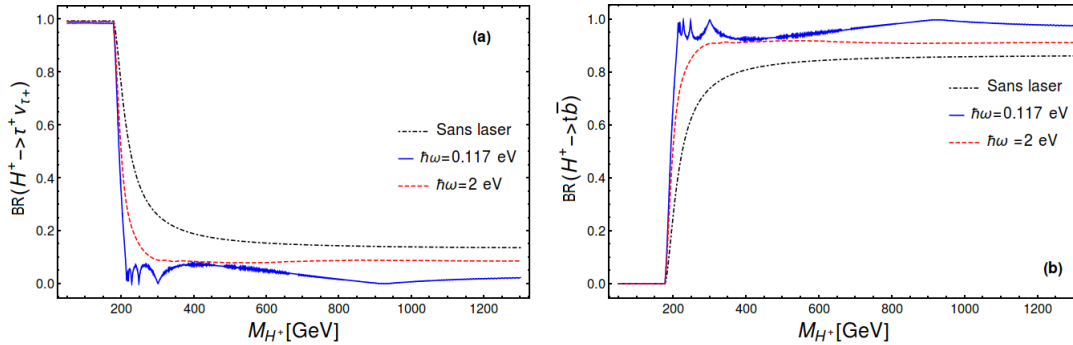 BR(H⁺->τ⁺ν_τ+)
1.0
0.8
0.6
0.4
0.2
0.0
(a)
Sans laser
ħω=0.117 eV
ħω=2 eV
200 400 600 800 1000 1200
M_H⁺[GeV]
BR(H⁺->tb̅)
1.0
0.8
0.6
0.4
0.2
0.0
Sans laser
ħω=0.117 eV
ħω =2 eV
(b)
200 400 600 800 1000 1200
M_H⁺[GeV]